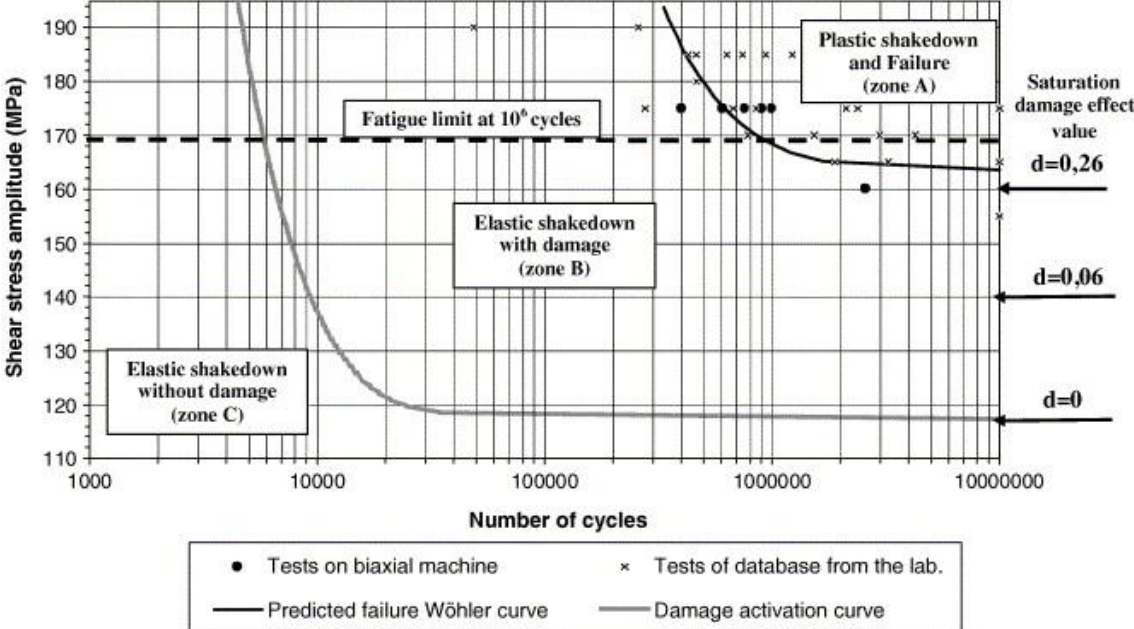 190
180
170
160
150
140
130
120
110
Shear stress amplitude (MPa)
Plastic shakedown
and Failure
(zone A)
Saturation
damage effect
value
Fatigue limit at 10⁶ cycles
d=0,26
Elastic shakedown
with damage
(zone B)
d=0,06
Elastic shakedown
without damage
(zone C)
d=0
1000
10000
100000
1000000
10000000
Number of cycles
Tests on biaxial machine
Tests of database from the lab.
Predicted failure Wöhler curve
Damage activation curve